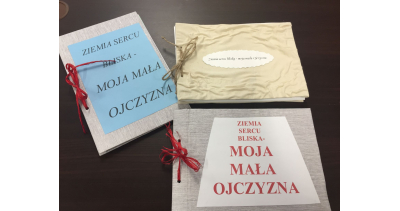 ZIEMIA SERCU
BLISKA -
MOJA MAŁA
OJCZYZNA
ZIEMIA
SERCU
BLISKA-
MOJA
MAŁA
OJCZYZNA